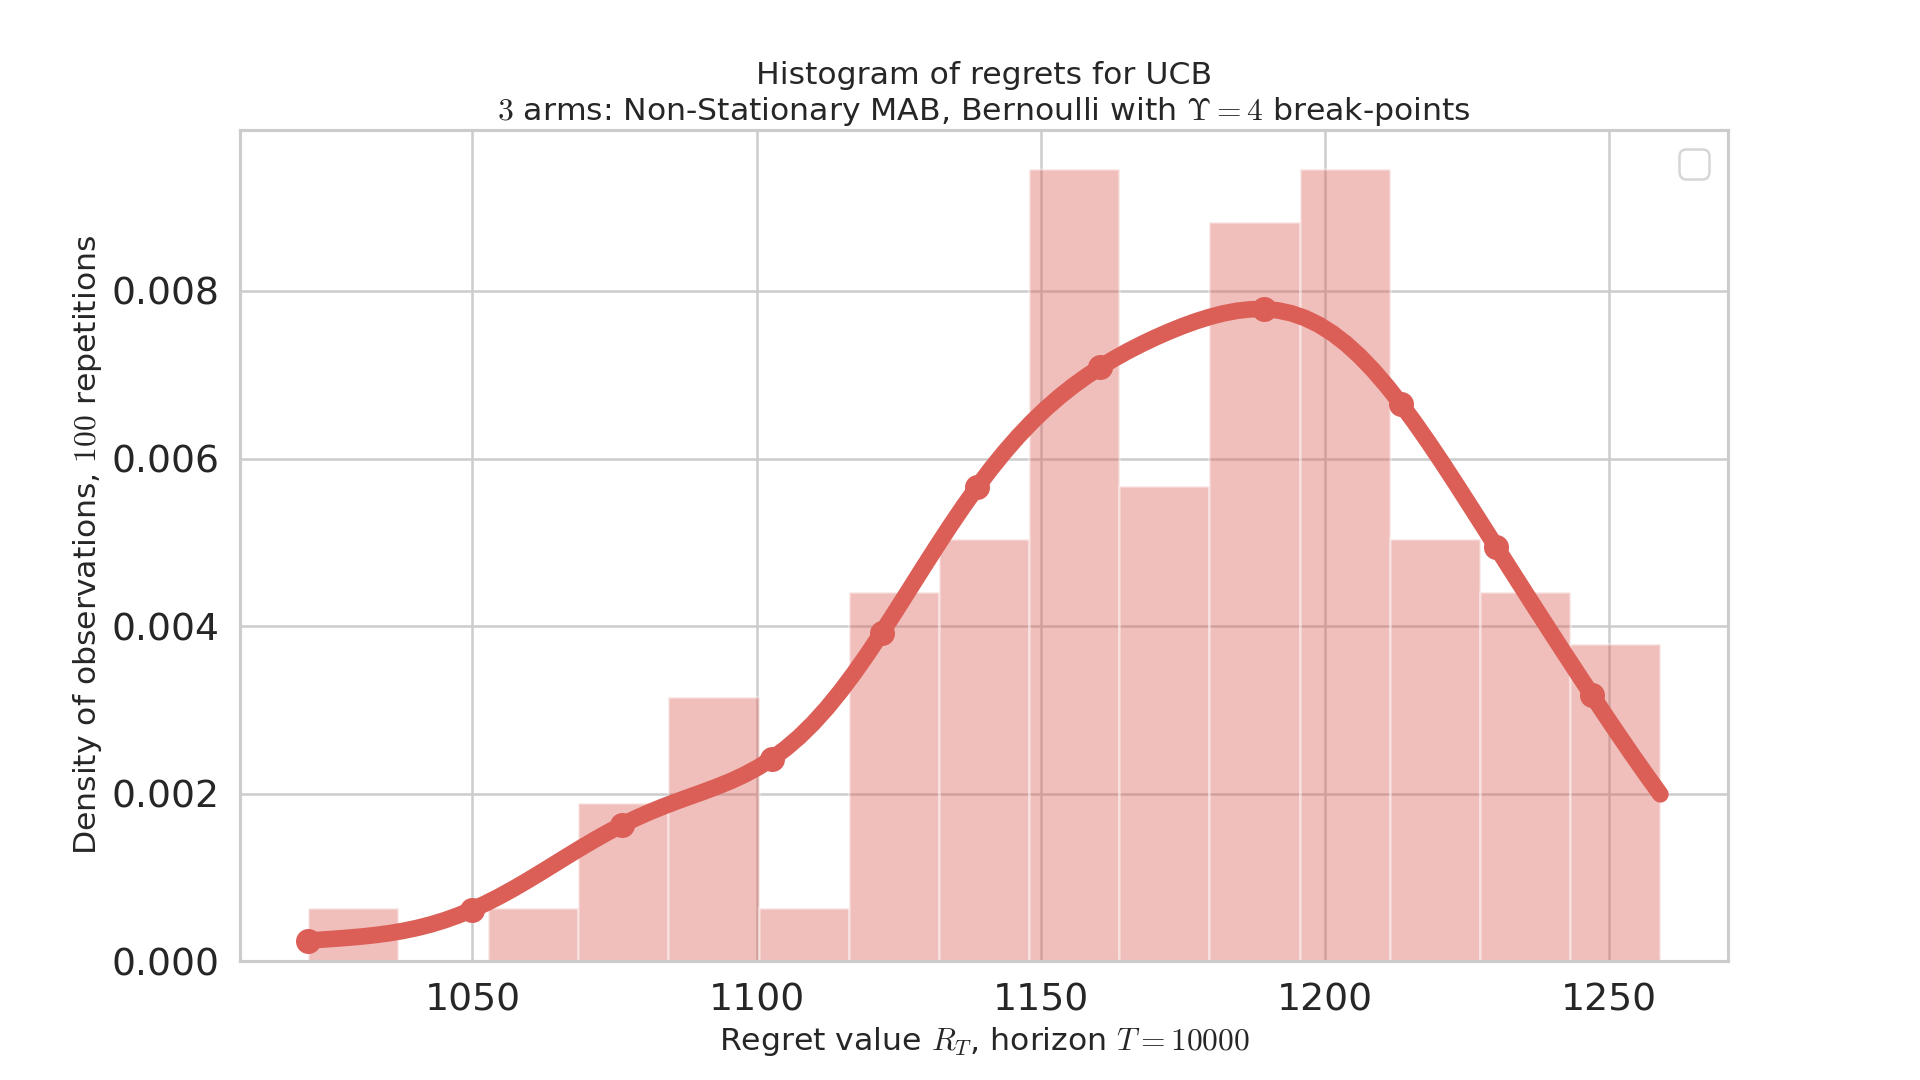 Histogram of regrets for UCB
3 arms: Non-Stationary MAB, Bernoulli with ϒ = 4 break-points
Density of observations, 100 repetitions
0.008
0.006
0.004
0.002
0.000
1050 1100 1150 1200 1250
Regret value R_T, horizon T = 10000